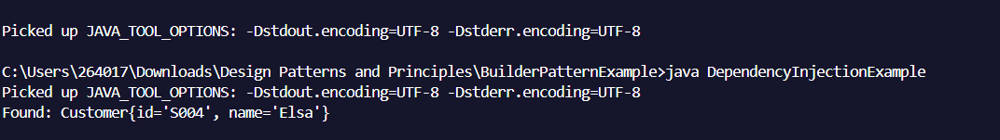 Picked up JAVA_TOOL_OPTIONS: -Dstdout.encoding=UTF-8 -Dstderr.encoding=UTF-8
C:\Users\264017\Downloads\Design Patterns and Principles\BuilderPatternExample>java DependencyInjectionExample
Picked up JAVA_TOOL_OPTIONS: -Dstdout.encoding=UTF-8 -Dstderr.encoding=UTF-8
Found: Customer{id='S004', name='Elsa'}